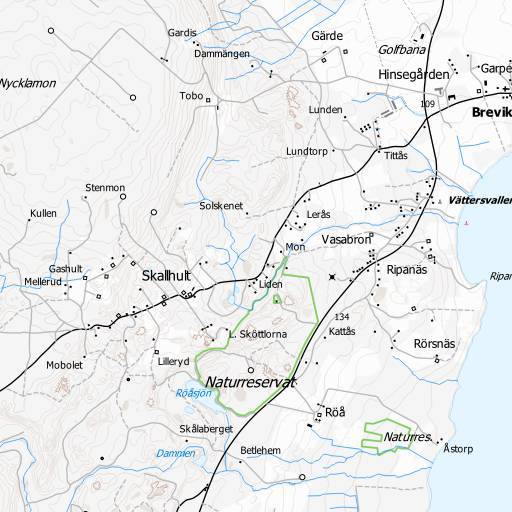 Gardis
Gärde
Dammängen
Golfbana
Garpe
Nycklamon
Hinsegården
Tobo
109
Lunden
Brevik
Lundtorp
Tittås
Stenmon
Solskenet
Vättersvallen
Kullen
Lerås
Mon
Vasabron
Gashult
Skallhult
Ripanäs
Ripan
Mellerud
Liden
134
L. Sköttlorna
Kattås
Rörsnäs
Mobolet
Lilleryd
Naturreservat
Röåsjön
Röå
Skålaberget
Naturres.
Åstorp
Dammen
Betlehem